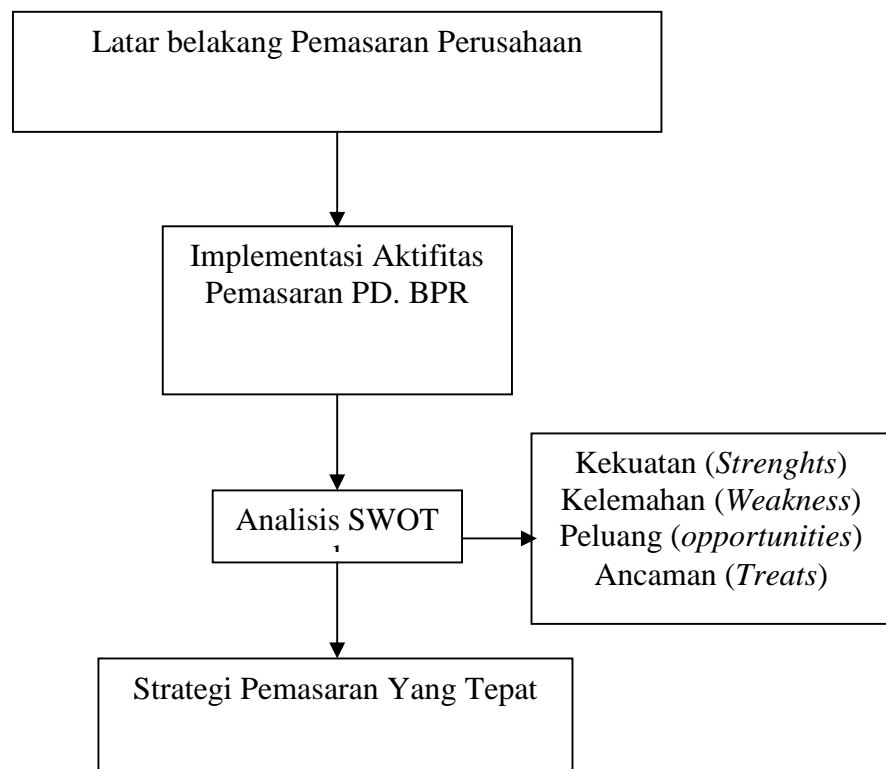 Latar belakang Pemasaran Perusahaan
Implementasi Aktifitas
Pemasaran PD. BPR
Analisis SWOT
Kekuatan (Strenghts)
Kelemahan (Weakness)
Peluang (opportunities)
Ancaman (Treats)
Strategi Pemasaran Yang Tepat